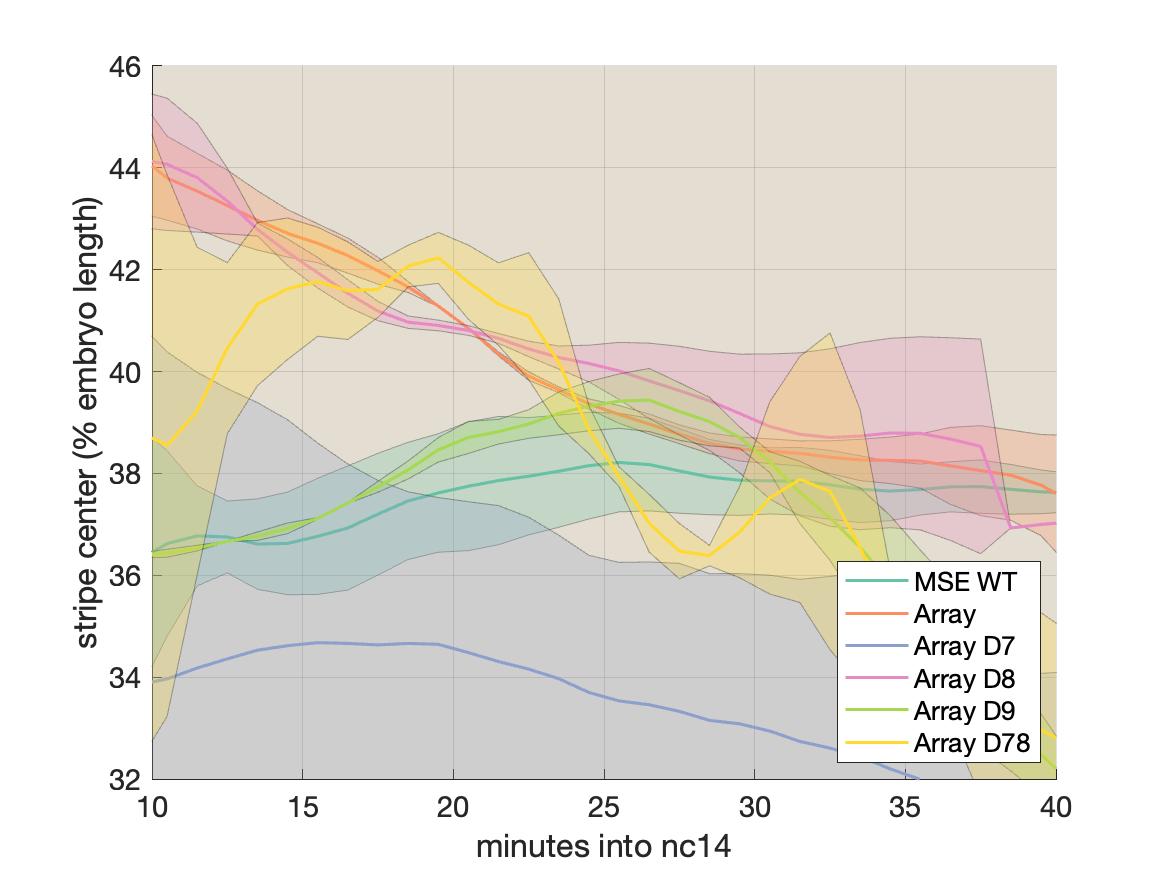 46
44
42
40
38
36
34
32
stripe center (% embryo length)
10
15
20
25
30
35
40
minutes into nc14
MSE WT
Array
Array D7
Array D8
Array D9
Array D78